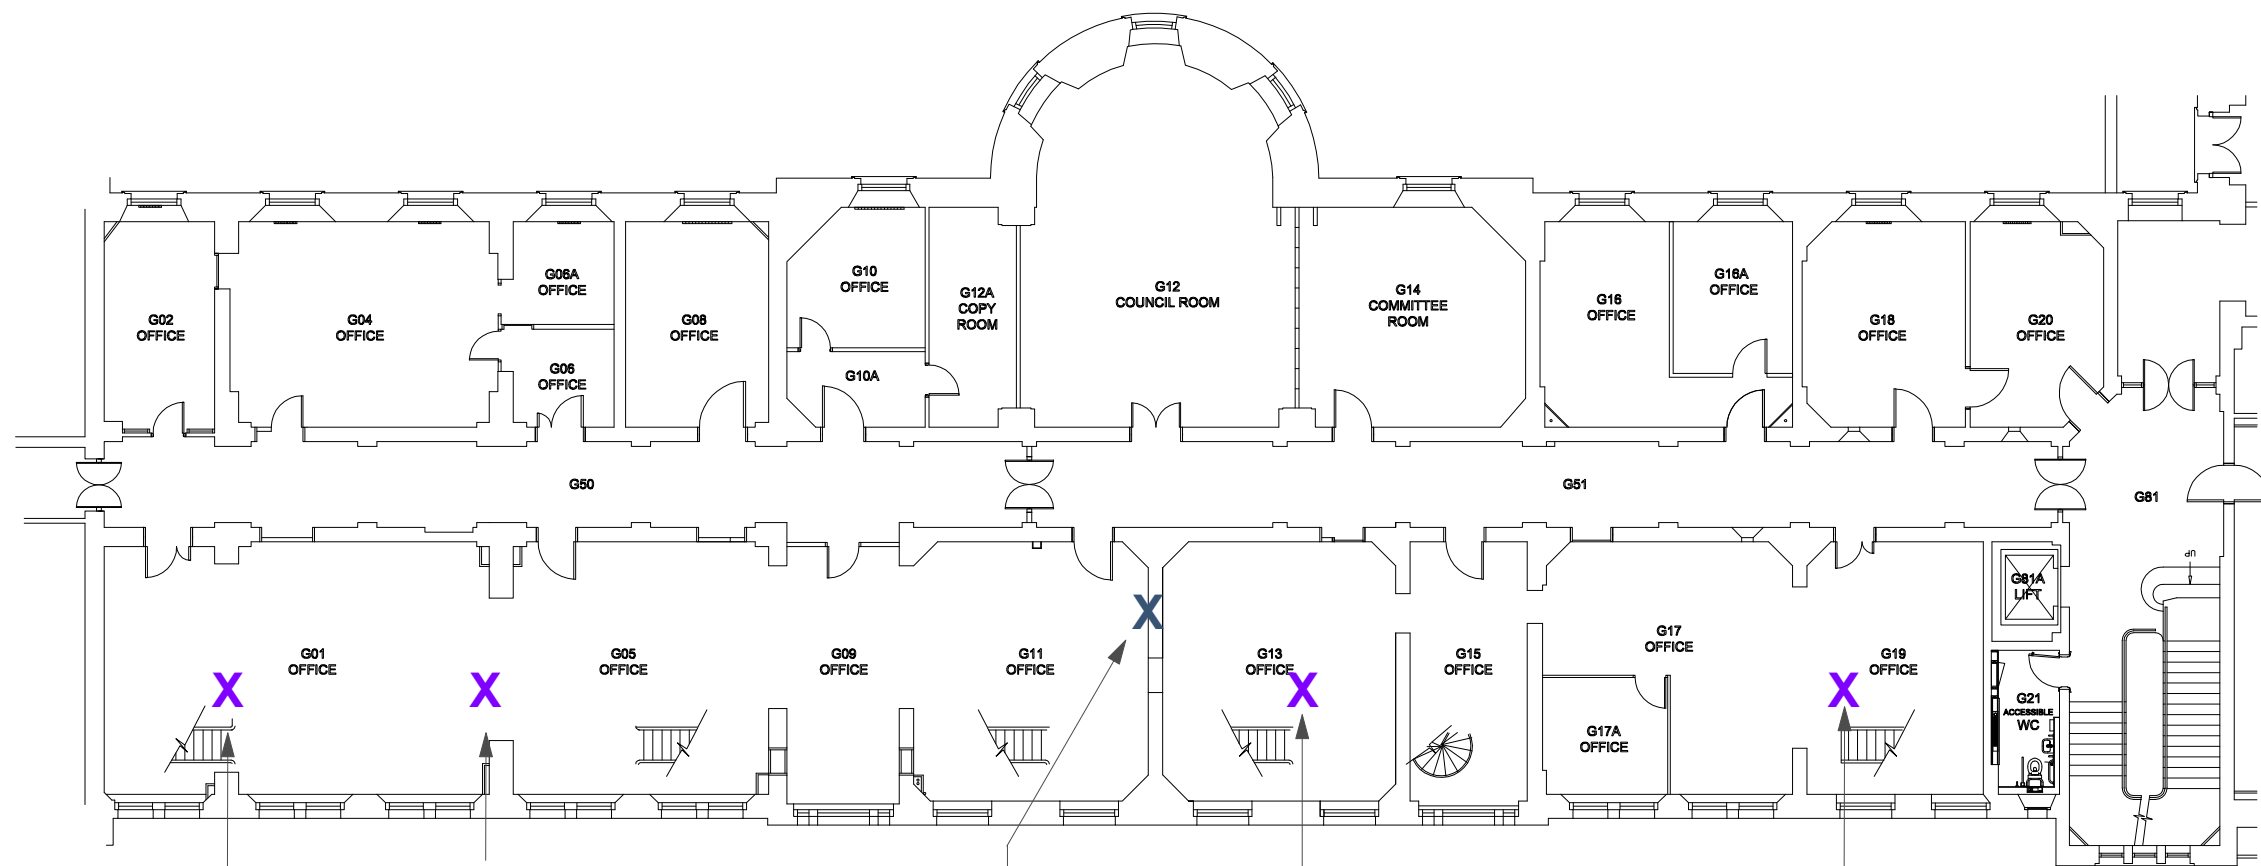 G06A
OFFICE
G10
OFFICE
G12A
COPY
ROOM
G12
COUNCIL ROOM
G14
COMMITTEE
ROOM
G16
OFFICE
G16A
OFFICE
G02
OFFICE
G04
OFFICE
G08
OFFICE
G18
OFFICE
G20
OFFICE
G06
OFFICE
G10A
G50
G51
G81
UP
G81A
LIFT
X
G01
OFFICE
G05
OFFICE
G09
OFFICE
G11
OFFICE
G13
OFFICE
G15
OFFICE
G17
OFFICE
G19
OFFICE
X
X
X
X
G21
ACCESSIBLE
WC
G17A
OFFICE